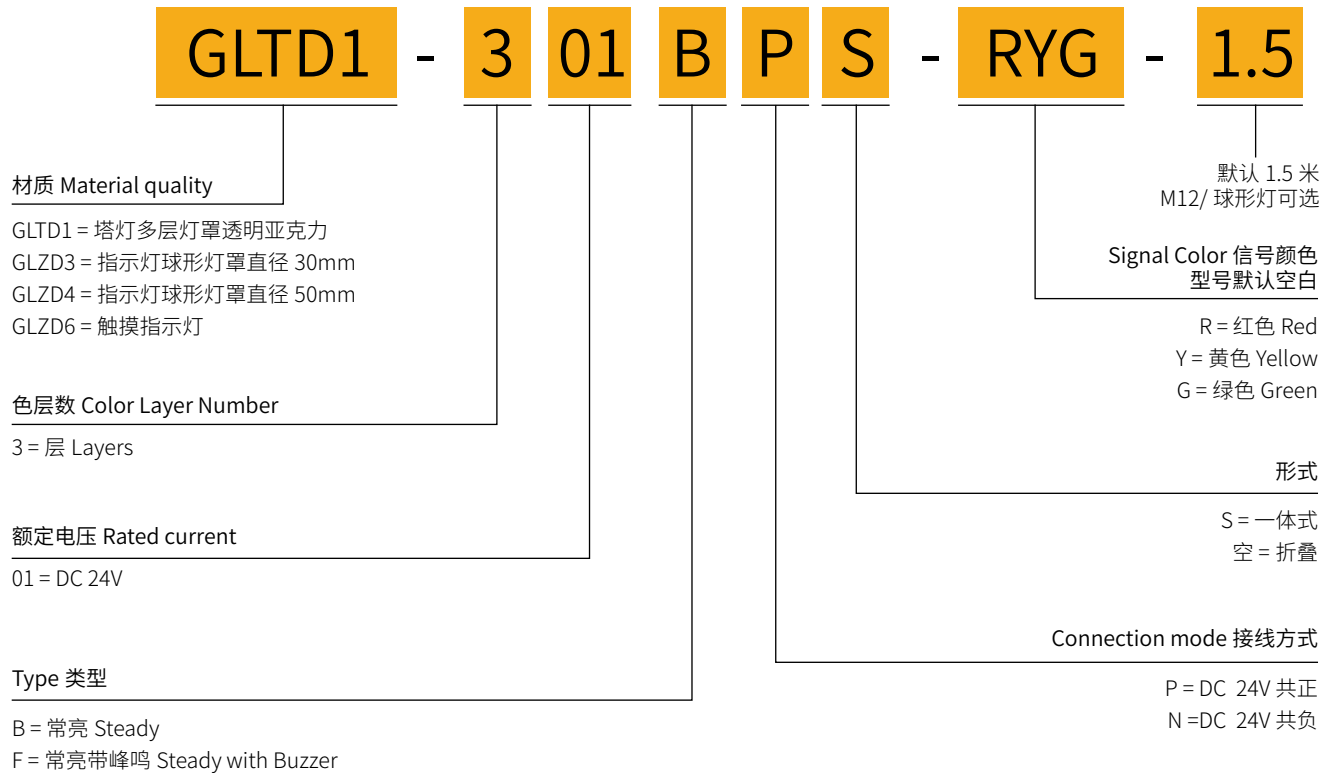 GLTD1 - 3 01 B P S - RYG - 1.5
材质 Material quality
GLTD1 = 塔灯多层灯罩透明亚克力
GLZD3 = 指示灯球形灯罩直径 30mm
GLZD4 = 指示灯球形灯罩直径 50mm
GLZD6 = 触摸指示灯
色层数 Color Layer Number
3 = 层 Layers
额定电压 Rated current
01 = DC 24V
Type 类型
B = 常亮 Steady
F = 常亮带峰鸣 Steady with Buzzer
默认 1.5 米
M12/ 球形灯可选
Signal Color 信号颜色
型号默认空白
R = 红色 Red
Y = 黄色 Yellow
G = 绿色 Green
形式
S = 一体式
空 = 折叠
Connection mode 接线方式
P = DC 24V 共正
N =DC 24V 共负